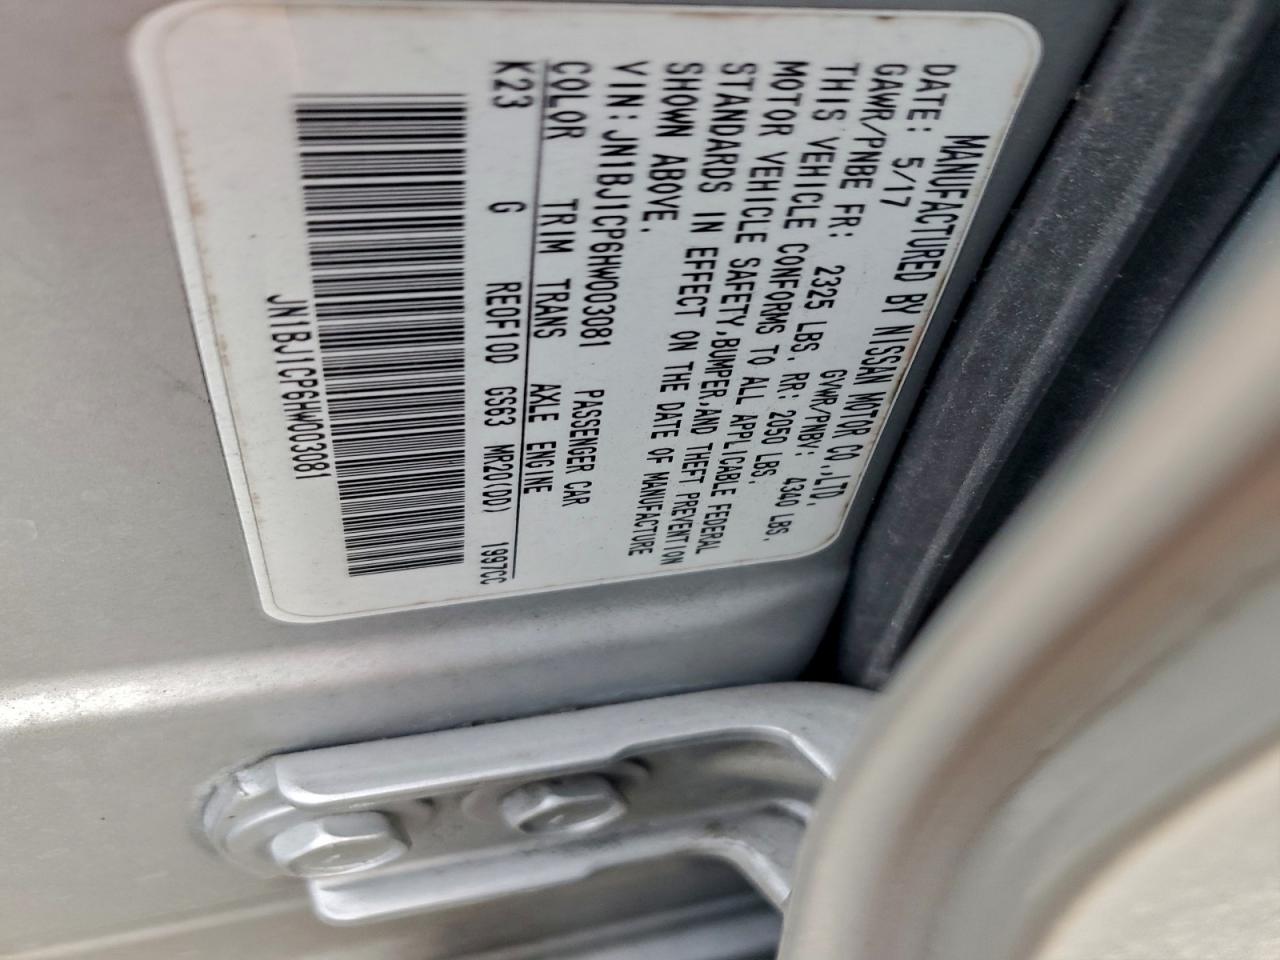 MANUFACTURED BY NISSAN MOTOR CO.,LTD.
DATE: 5/17 GVWR/PNBV: 4340 LBS,
GAWR/PNBE FR: 2325 LBS, RR: 2050 LBS,
THIS VEHICLE CONFORMS TO ALL APPLICABLE FEDERAL
MOTOR VEHICLE SAFETY,BUMPER,AND THEFT PREVENTION
STANDARDS IN EFFECT ON THE DATE OF MANUFACTURE
SHOWN ABOVE.
VIN:JN1BJ1CP6HW003081 PASSENGER CAR
COLOR TRIM TRANS AXLE ENGINE
K23 G RE0F10D GS63 MR20(DD) 1997CC
JN1BJ1CP6HW003081